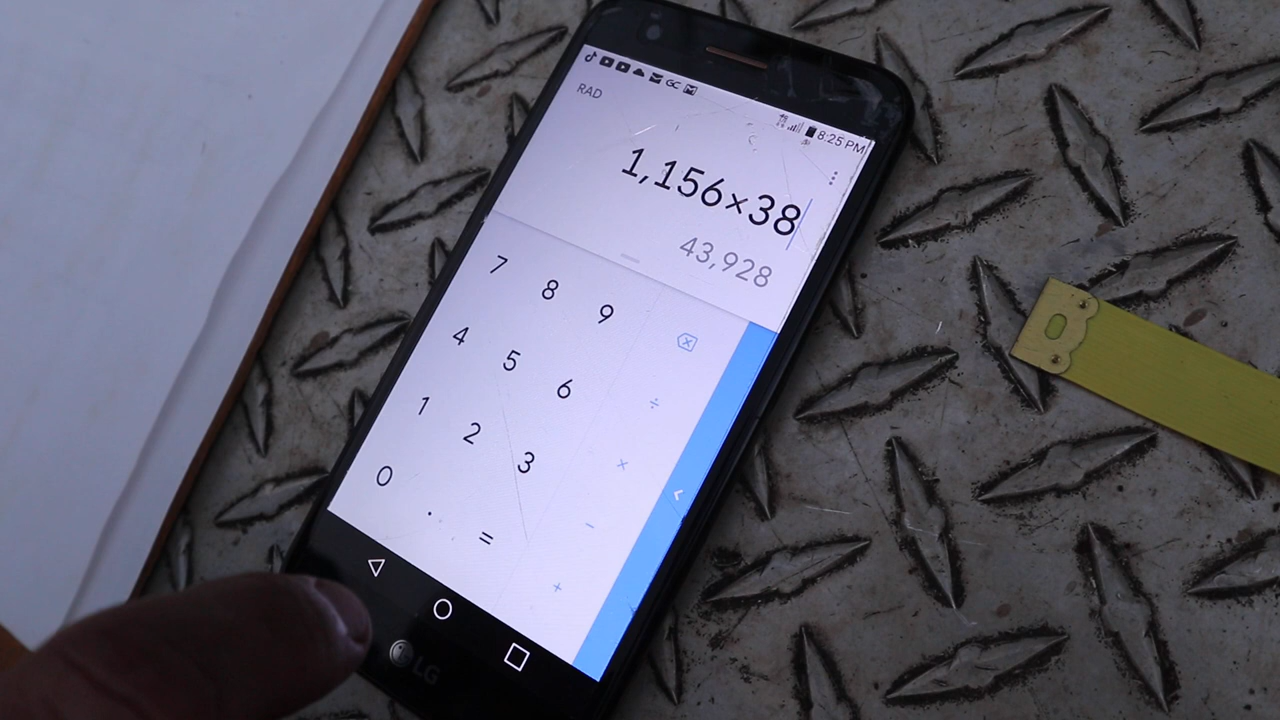 GC
8:25 PM
RAD
1,156×38
43,928
7 8 9
4 5 6 ÷
1 2 3 ×
0 . = −
+
LG